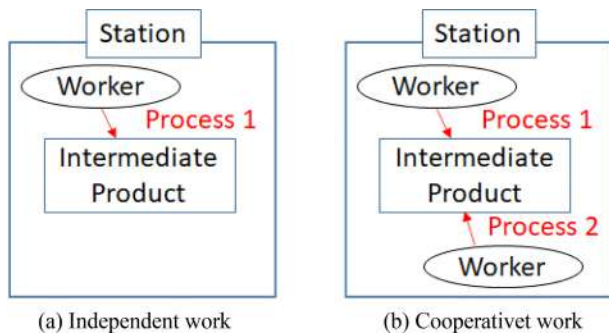 Station
Worker
Process 1
Intermediate
Product
(a) Independent work
Station
Worker
Process 1
Intermediate
Product
Process 2
Worker
(b) Cooperativet work